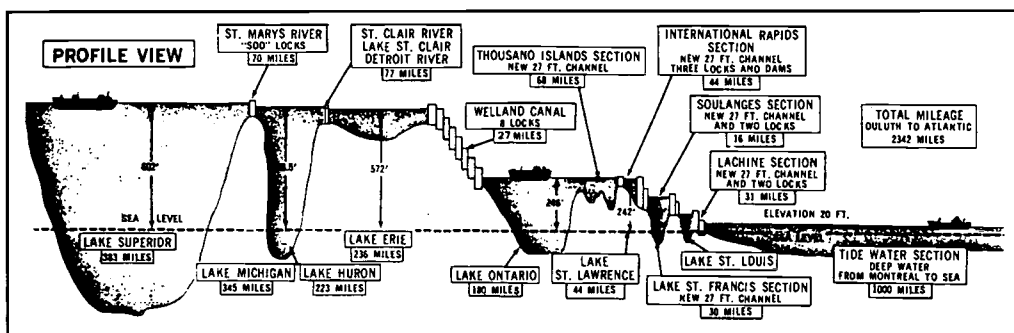 PROFILE VIEW
ST. MARYS RIVER
"SOO" LOCKS
70 MILES
ST. CLAIR RIVER
LAKE ST. CLAIR
DETROIT RIVER
77 MILES
THOUSAND ISLANDS SECTION
NEW 27 FT. CHANNEL
68 MILES
INTERNATIONAL RAPIDS
SECTION
NEW 27 FT. CHANNEL
THREE LOCKS AND DAMS
44 MILES
WELLAND CANAL
8 LOCKS
27 MILES
SOULANGES SECTION
NEW 27 FT. CHANNEL
AND TWO LOCKS
16 MILES
TOTAL MILEAGE
DULUTH TO ATLANTIC
2342 MILES
LACHINE SECTION
NEW 27 FT. CHANNEL
AND TWO LOCKS
31 MILES
602'
572'
246'
242'
ELEVATION 20 FT.
SEA LEVEL
SEA LEVEL
LAKE SUPERIOR
383 MILES
LAKE MICHIGAN
345 MILES
LAKE HURON
223 MILES
LAKE ERIE
236 MILES
LAKE ONTARIO
180 MILES
LAKE
ST. LAWRENCE
44 MILES
LAKE ST. LOUIS
LAKE ST. FRANCIS SECTION
NEW 27 FT. CHANNEL
30 MILES
TIDE WATER SECTION
DEEP WATER
FROM MONTREAL TO SEA
1000 MILES